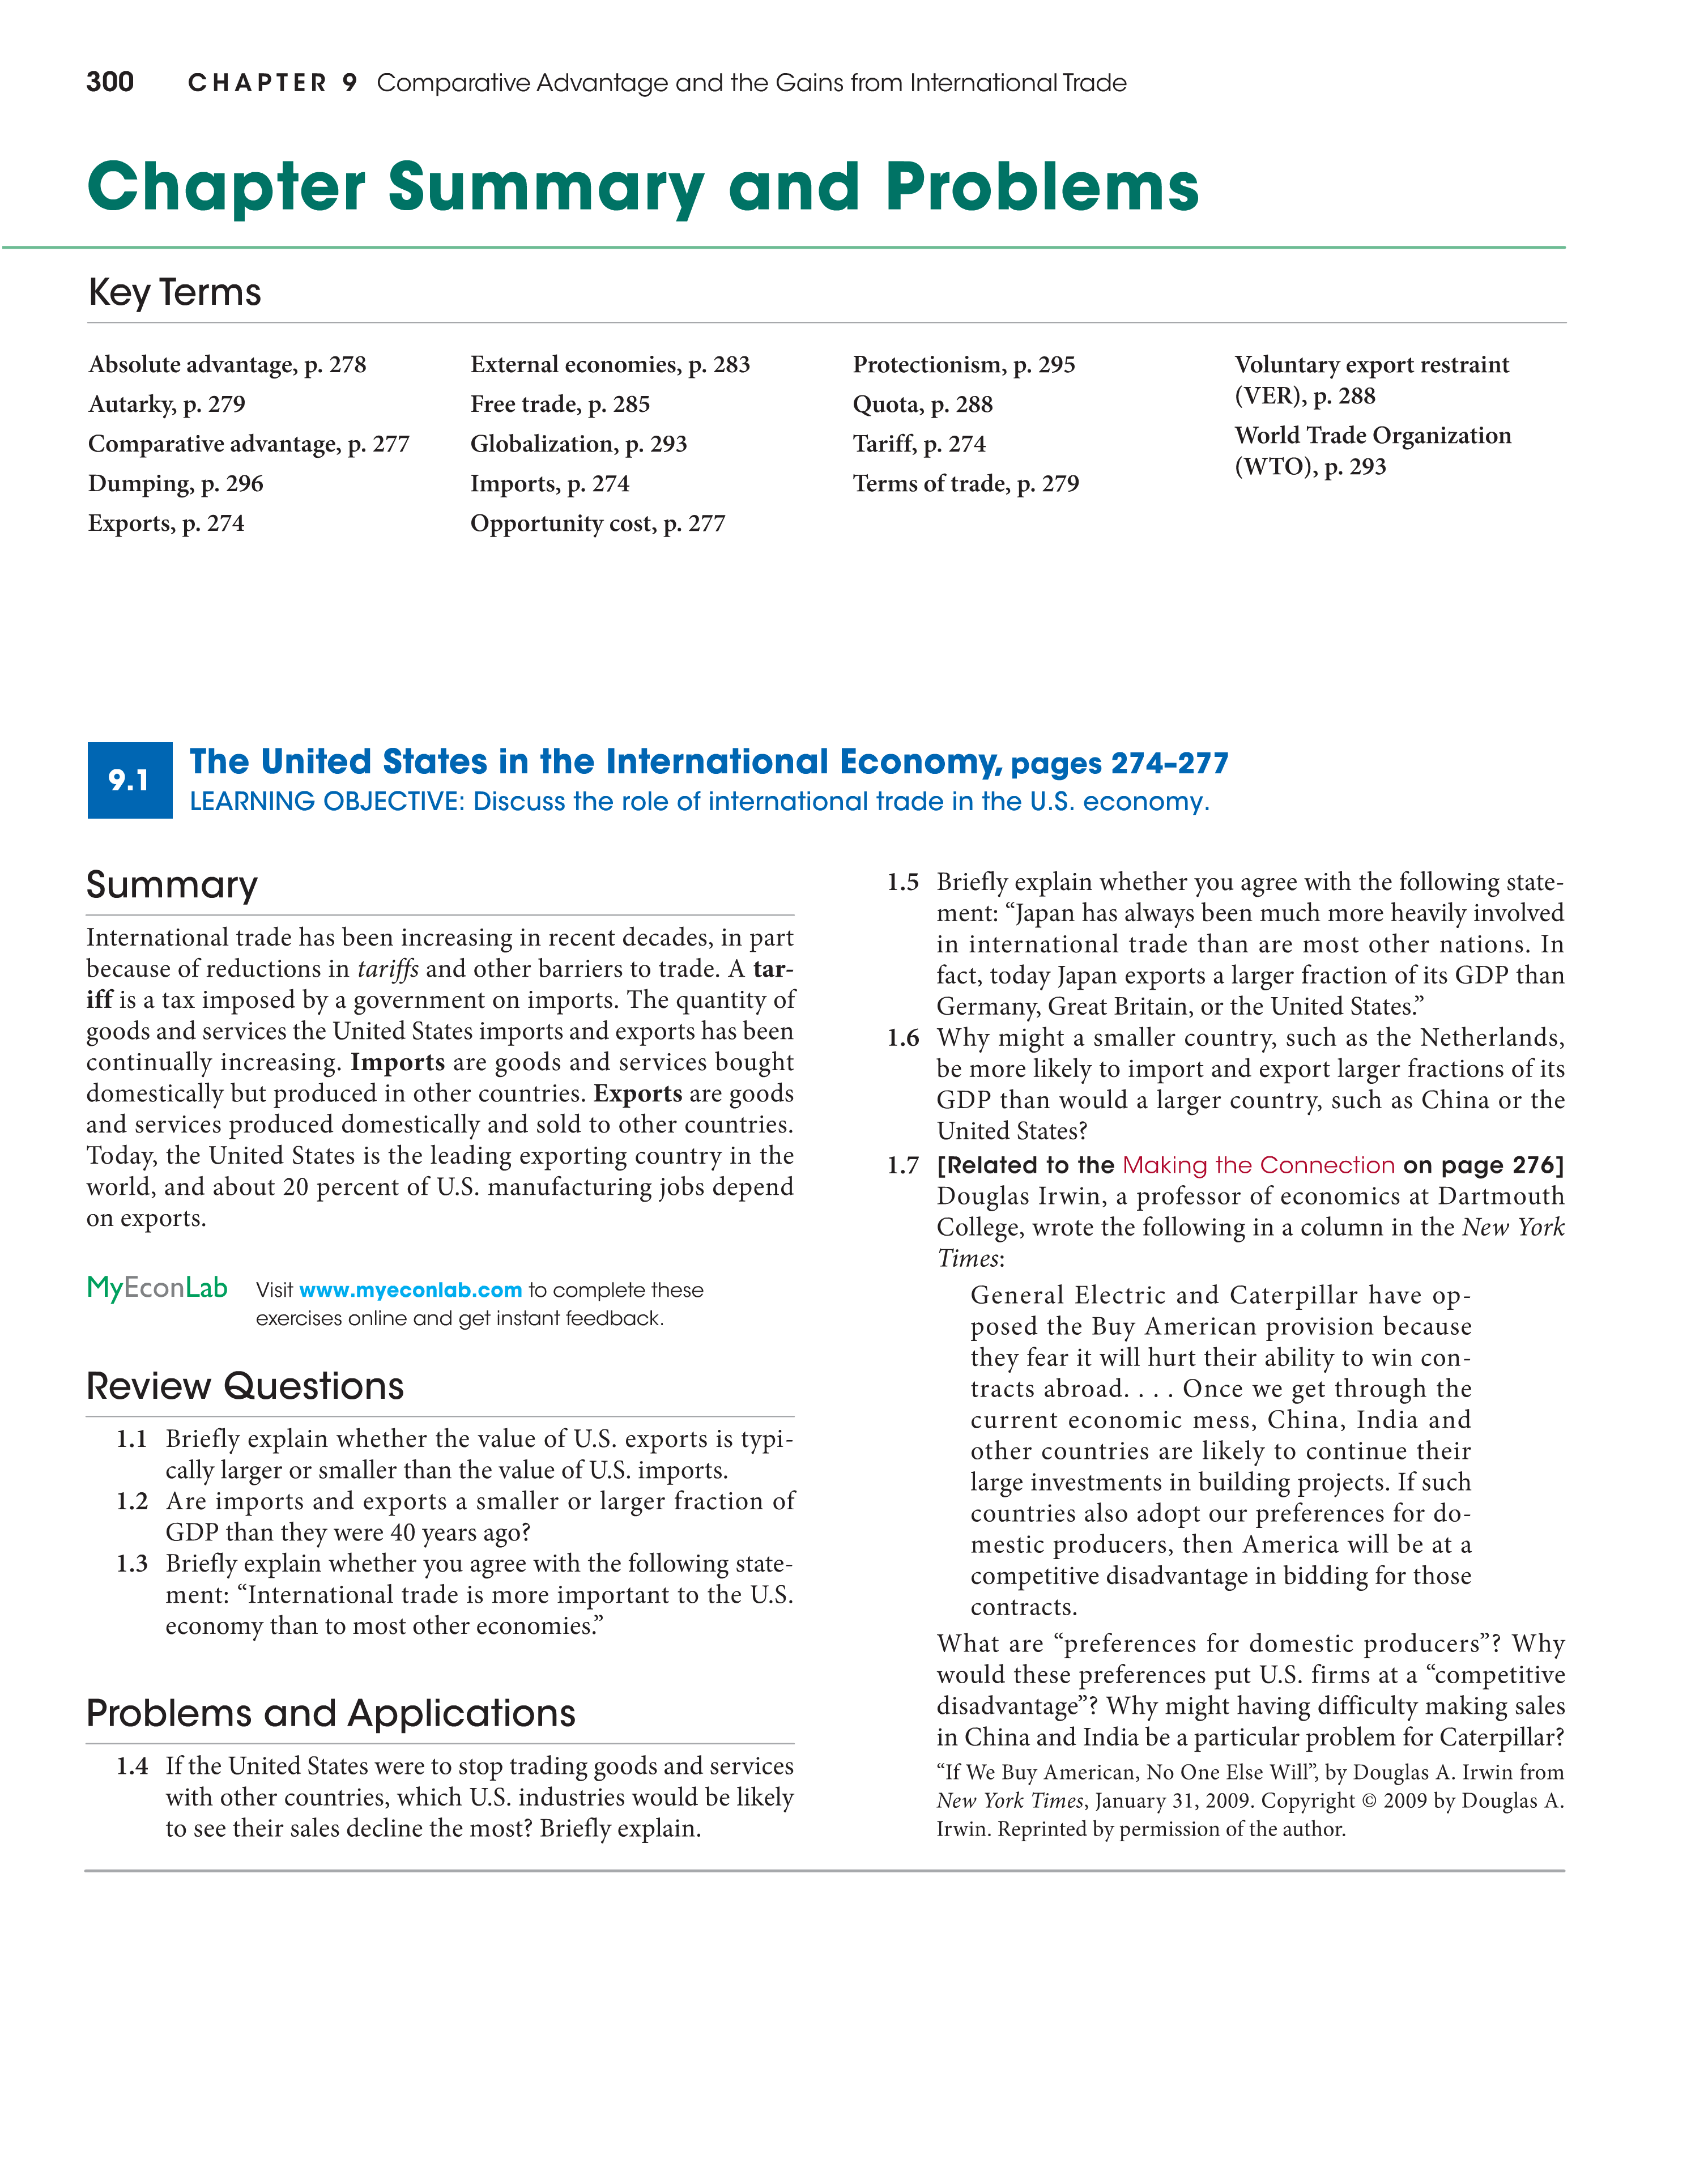 300 CHAPTER 9 Comparative Advantage and the Gains from International Trade
Chapter Summary and Problems
Key Terms
Absolute advantage, p. 278
Autarky, p. 279
Comparative advantage, p. 277
Dumping, p. 296
Exports, p. 274
External economies, p. 283
Free trade, p. 285
Globalization, p. 293
Imports, p. 274
Opportunity cost, p. 277
Protectionism, p. 295
Quota, p. 288
Tariff, p. 274
Terms of trade, p. 279
Voluntary export restraint
(VER), p. 288
World Trade Organization
(WTO), p. 293
9.1 The United States in the International Economy, pages 274–277
LEARNING OBJECTIVE: Discuss the role of international trade in the U.S. economy.
Summary
International trade has been increasing in recent decades, in part
because of reductions in tariffs and other barriers to trade. A tar-
iff is a tax imposed by a government on imports. The quantity of
goods and services the United States imports and exports has been
continually increasing. Imports are goods and services bought
domestically but produced in other countries. Exports are goods
and services produced domestically and sold to other countries.
Today, the United States is the leading exporting country in the
world, and about 20 percent of U.S. manufacturing jobs depend
on exports.
MyEconLab Visit www.myeconlab.com to complete these
exercises online and get instant feedback.
Review Questions
1.1 Briefly explain whether the value of U.S. exports is typi-
cally larger or smaller than the value of U.S. imports.
1.2 Are imports and exports a smaller or larger fraction of
GDP than they were 40 years ago?
1.3 Briefly explain whether you agree with the following state-
ment: “International trade is more important to the U.S.
economy than to most other economies.”
Problems and Applications
1.4 If the United States were to stop trading goods and services
with other countries, which U.S. industries would be likely
to see their sales decline the most? Briefly explain.
1.5 Briefly explain whether you agree with the following state-
ment: “Japan has always been much more heavily involved
in international trade than are most other nations. In
fact, today Japan exports a larger fraction of its GDP than
Germany, Great Britain, or the United States.”
1.6 Why might a smaller country, such as the Netherlands,
be more likely to import and export larger fractions of its
GDP than would a larger country, such as China or the
United States?
1.7 [Related to the Making the Connection on page 276]
Douglas Irwin, a professor of economics at Dartmouth
College, wrote the following in a column in the New York
Times:
General Electric and Caterpillar have op-
posed the Buy American provision because
they fear it will hurt their ability to win con-
tracts abroad. . . . Once we get through the
current economic mess, China, India and
other countries are likely to continue their
large investments in building projects. If such
countries also adopt our preferences for do-
mestic producers, then America will be at a
competitive disadvantage in bidding for those
contracts.
What are “preferences for domestic producers”? Why
would these preferences put U.S. firms at a “competitive
disadvantage”? Why might having difficulty making sales
in China and India be a particular problem for Caterpillar?
“If We Buy American, No One Else Will”, by Douglas A. Irwin from
New York Times, January 31, 2009. Copyright © 2009 by Douglas A.
Irwin. Reprinted by permission of the author.